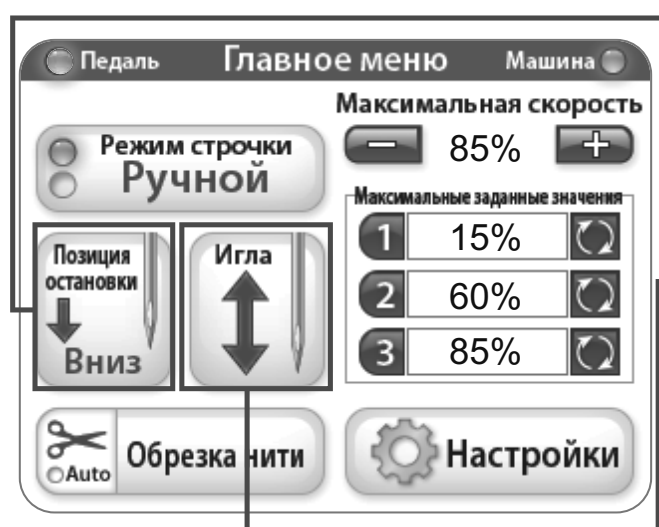 Педаль Главное меню Машина
Максимальная скорость
Режим строчки
Ручной
85%
Максимальные заданные значения
Позиция
остановки
Вниз
Игла
1 15%
2 60%
3 85%
Auto
Обрезка нити
Настройки